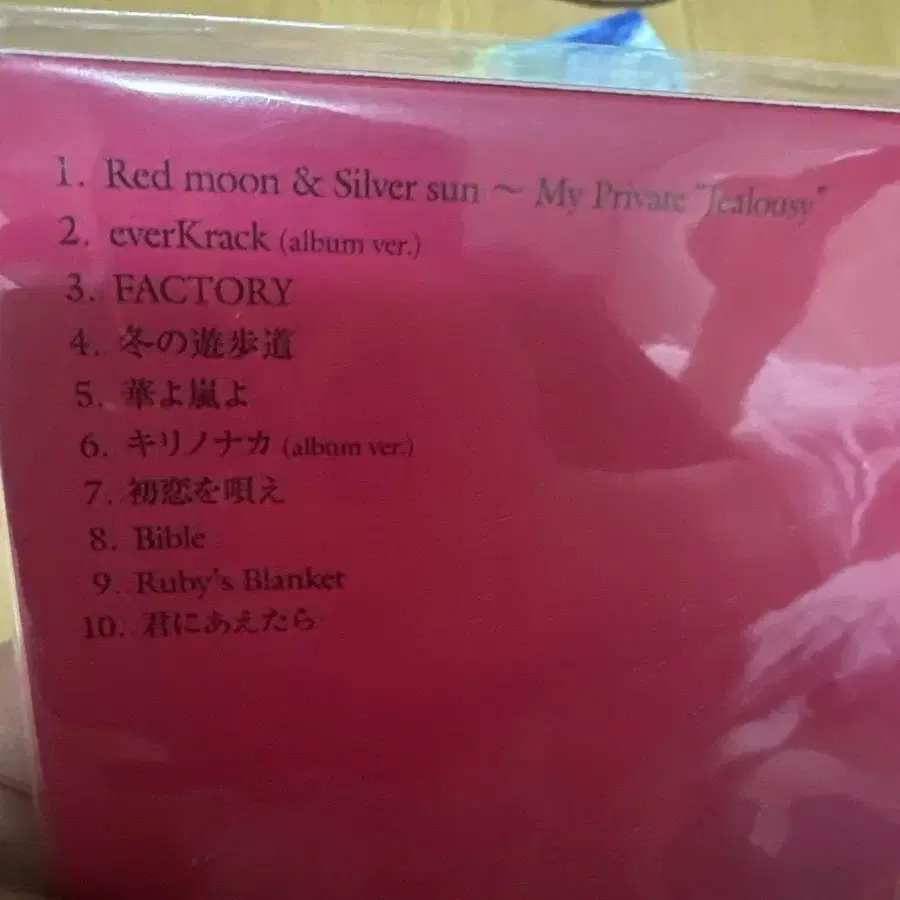 1. Red moon & Silver sun ～ My Private "Jealousy"
2. everKrack (album ver.)
3. FACTORY
4. 冬の遊歩道
5. 華よ嵐よ
6. キリノナカ (album ver.)
7. 初恋を唄え
8. Bible
9. Ruby's Blanket
10. 君にあえたら